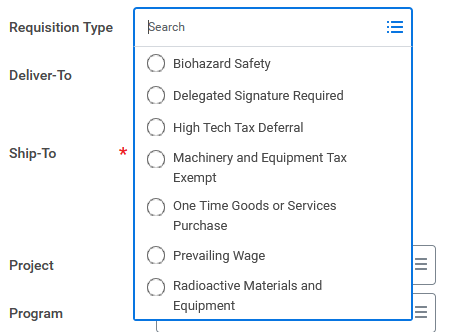 Requisition Type
Search
Biohazard Safety
Deliver-To
Delegated Signature Required
High Tech Tax Deferral
Ship-To *
Machinery and Equipment Tax
Exempt
One Time Goods or Services
Purchase
Prevailing Wage
Project
Radioactive Materials and
Equipment
Program